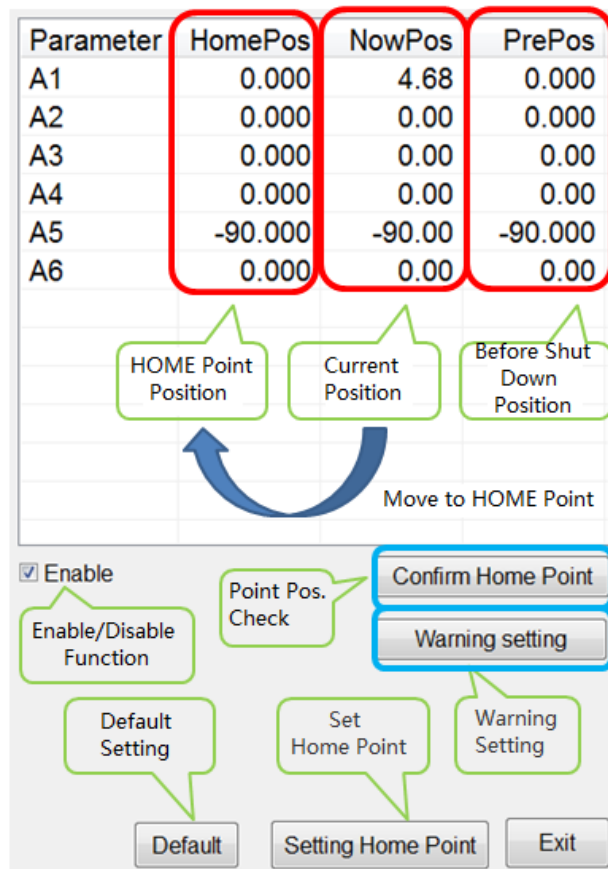 Parameter HomePos NowPos PrePos
A1 0.000 4.68 0.000
A2 0.000 0.00 0.000
A3 0.000 0.00 0.00
A4 0.000 0.00 0.00
A5 -90.000 -90.00 -90.000
A6 0.000 0.00 0.00
HOME Point
Position
Current
Position
Before Shut
Down
Position
Move to HOME Point
Enable
Confirm Home Point
Point Pos.
Check
Enable/Disable
Function
Warning setting
Default
Setting
Set
Home Point
Warning
Setting
Default
Setting Home Point
Exit